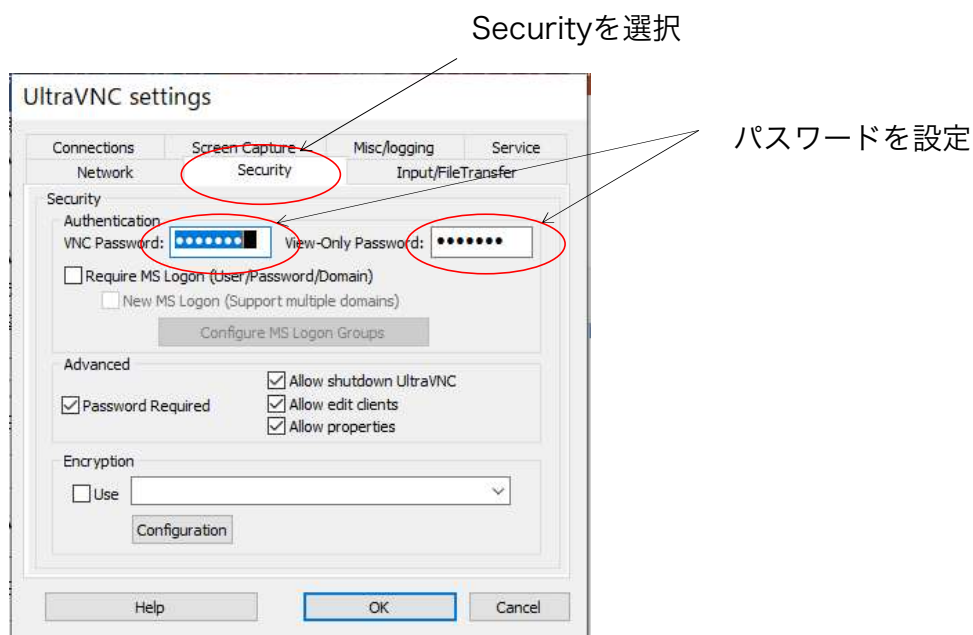 Securityを選択
UltraVNC settings
パスワードを設定
Connections Screen Capture Misc/logging Service
Network Security Input/FileTransfer
Security
Authentication
VNC Password: ●●●●●●● View-Only Password: ●●●●●●●
Require MS Logon (User/Password/Domain)
New MS Logon (Support multiple domains)
Configure MS Logon Groups
Advanced
Allow shutdown UltraVNC
Password Required Allow edit clients
Allow properties
Encryption
Use
Configuration
Help OK Cancel